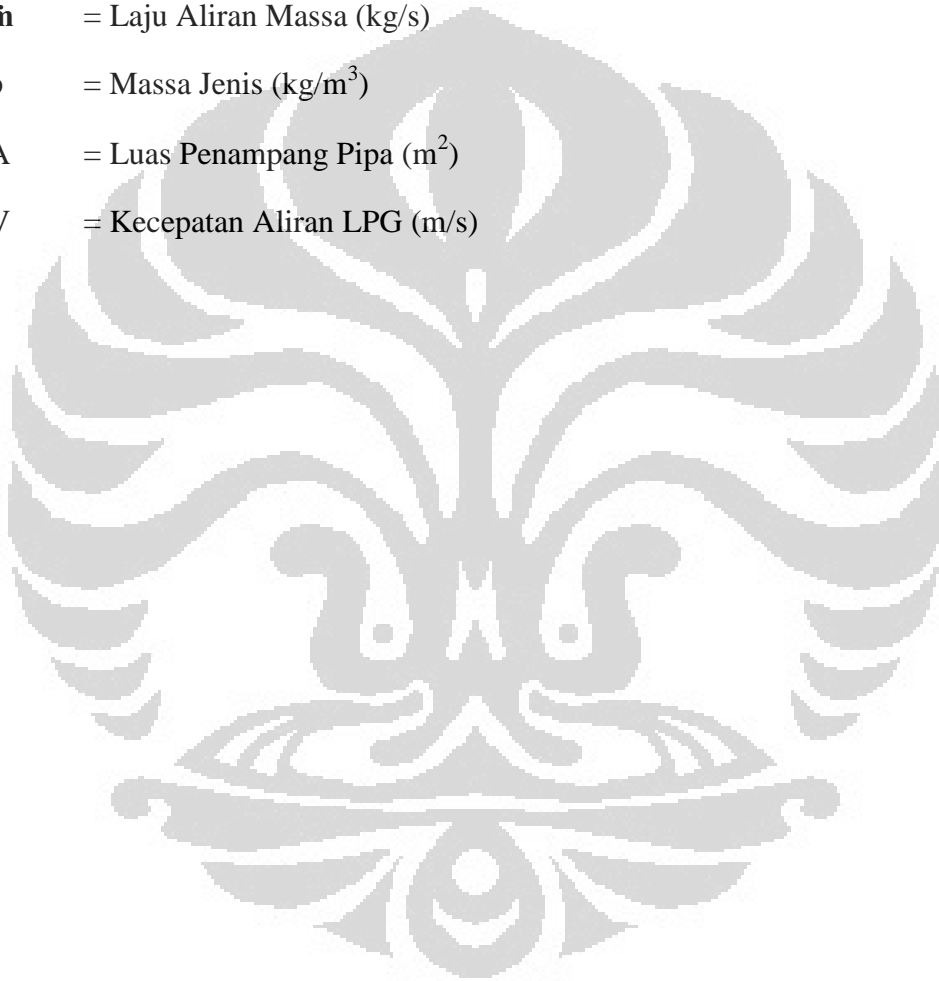 ṁ = Laju Aliran Massa (kg/s)
= Massa Jenis (kg/m³)
A = Luas Penampang Pipa (m²)
V = Kecepatan Aliran LPG (m/s)